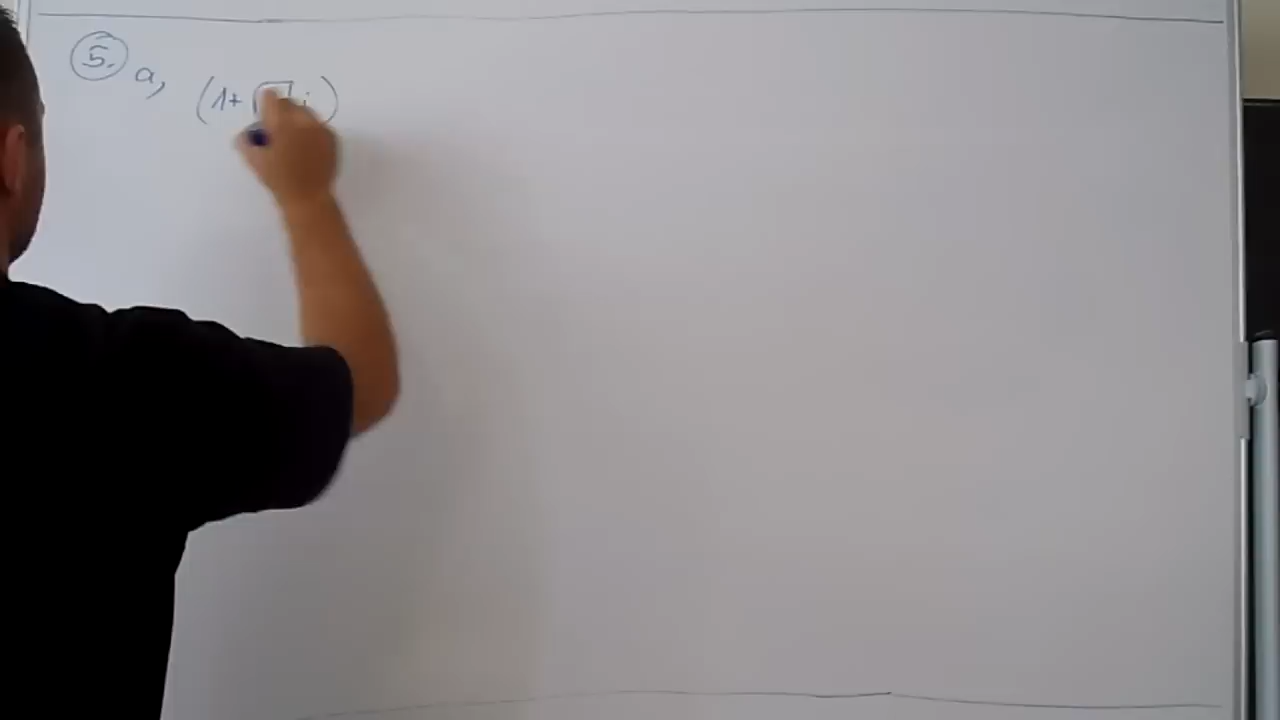 5. a, (1+ √ i)